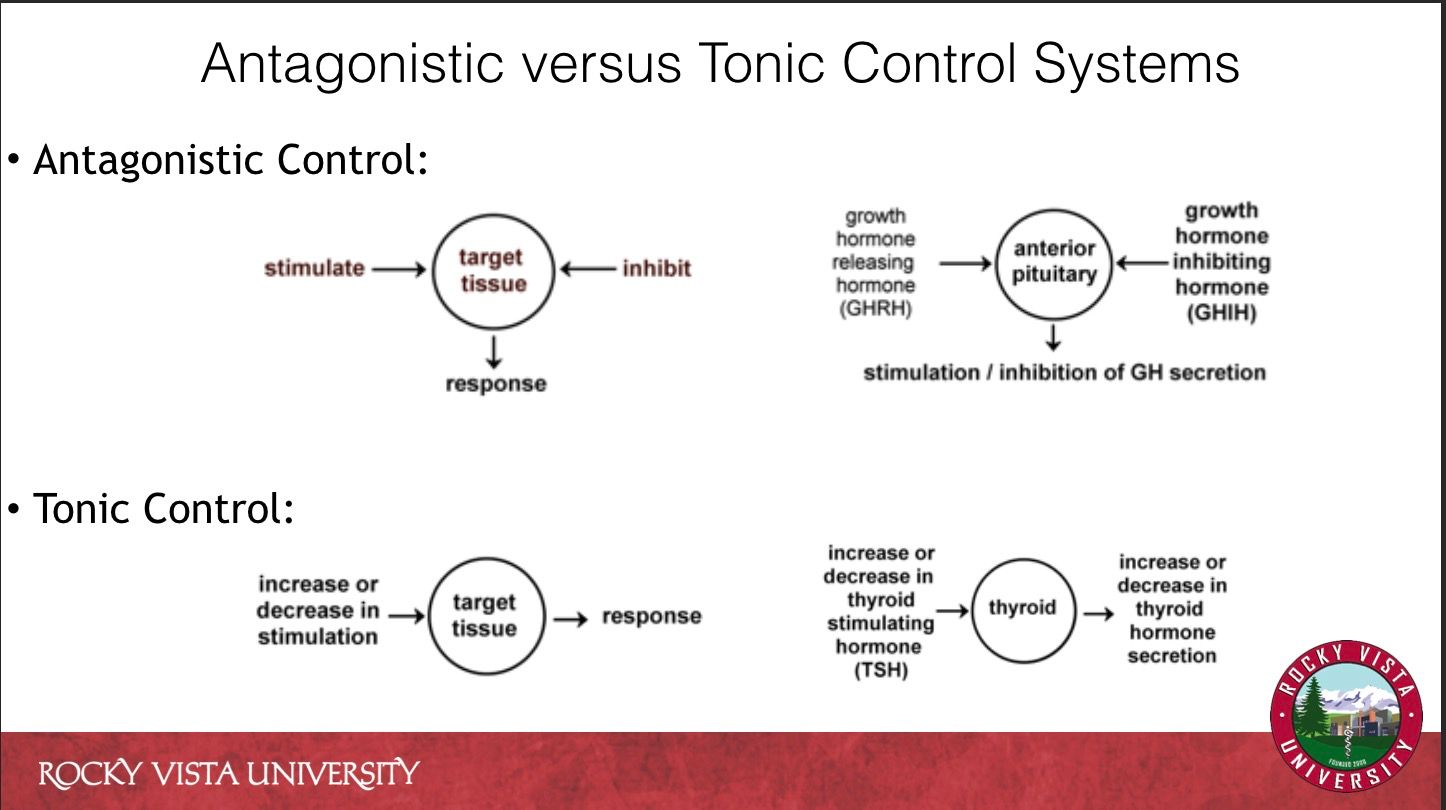 Antagonistic versus Tonic Control Systems
• Antagonistic Control:
stimulate
target
tissue
inhibit
response
growth
hormone
releasing
hormone
(GHRH)
anterior
pituitary
growth
hormone
inhibiting
hormone
(GHIH)
stimulation / inhibition of GH secretion
• Tonic Control:
increase or
decrease in
stimulation
target
tissue
response
increase or
decrease in
thyroid
stimulating
hormone
(TSH)
thyroid
increase or
decrease in
thyroid
hormone
secretion
ROCKY VISTA UNIVERSITY
ROCKY VISTA
UNIVERSITY
FOUNDED 2006